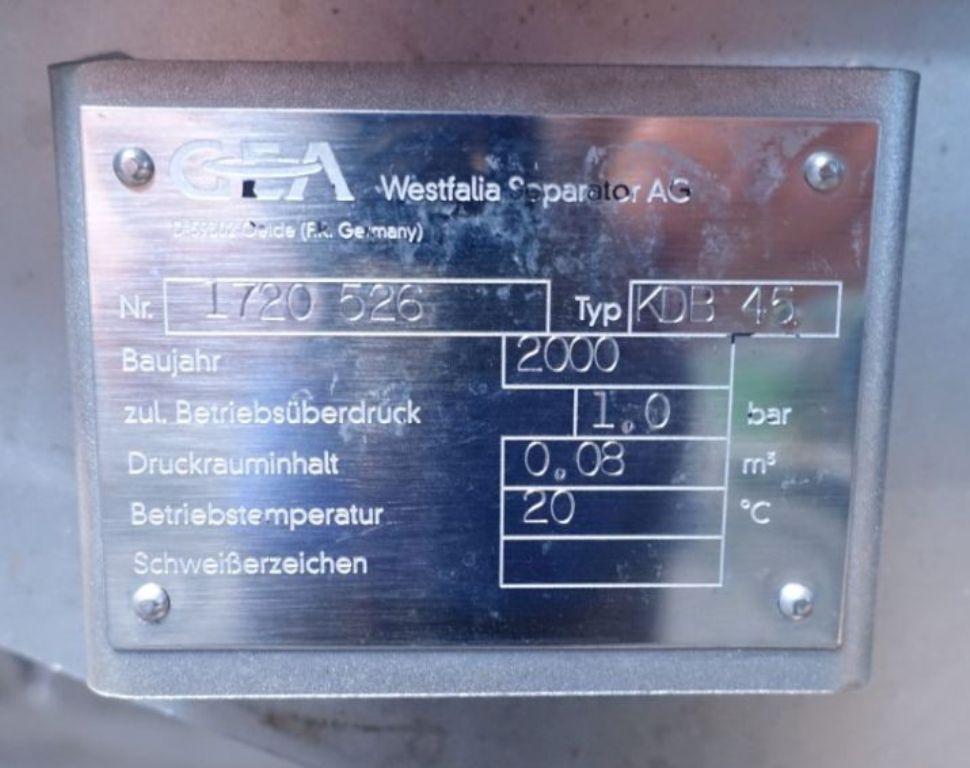 GEA Westfalia Separator AG
D-59302 Oelde (F.R. Germany)
Nr. 1720 526 Typ KDB 45
Baujahr 2000
zul. Betriebsüberdruck 1.0 bar
Druckrauminhalt 0.08 m³
Betriebstemperatur 20 °C
Schweißerzeichen